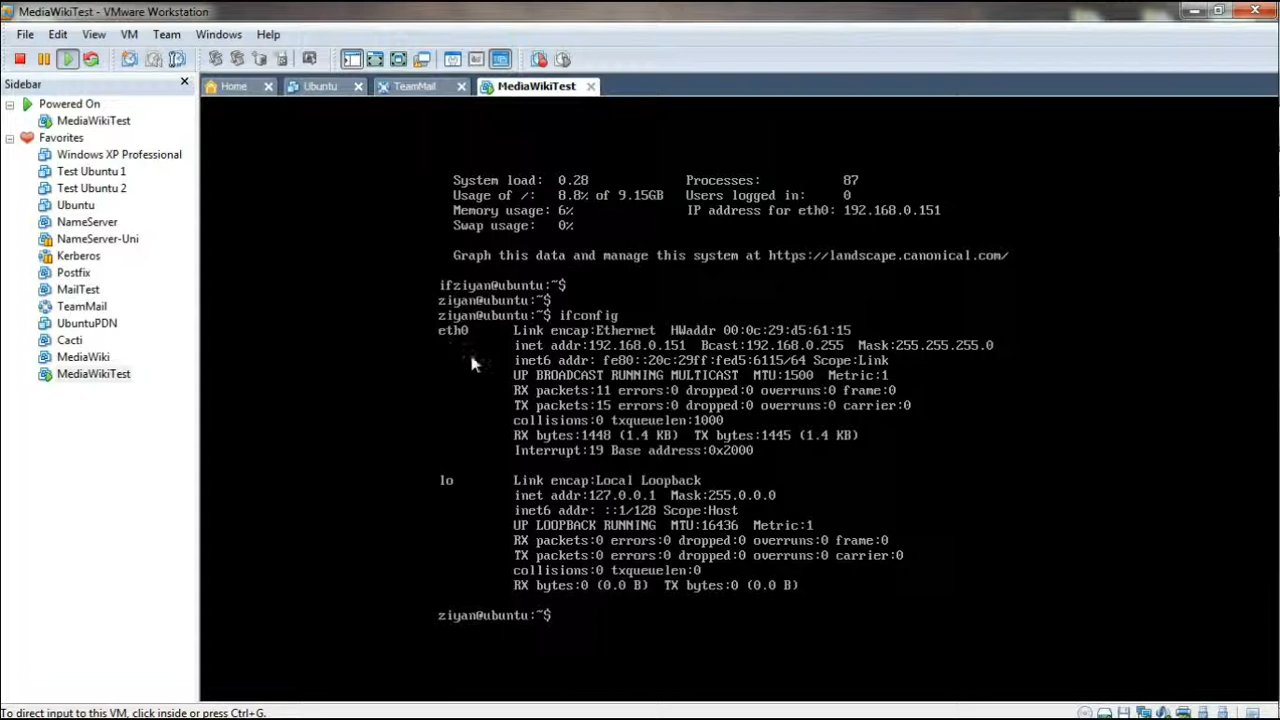 MediaWikiTest - VMware Workstation
File Edit View VM Team Windows Help
Sidebar
Powered On
MediaWikiTest
Favorites
Windows XP Professional
Test Ubuntu 1
Test Ubuntu 2
Ubuntu
NameServer
NameServer-Uni
Kerberos
Postfix
MailTest
TeamMail
UbuntuPDN
Cacti
MediaWiki
MediaWikiTest
Home Ubuntu TeamMail MediaWikiTest
System load: 0.28 Processes: 87
Usage of /: 8.8% of 9.15GB Users logged in: 0
Memory usage: 6% IP address for eth0: 192.168.0.151
Swap usage: 0%
Graph this data and manage this system at https://landscape.canonical.com/
ifziyan@ubuntu:~$
ziyan@ubuntu:~$
ziyan@ubuntu:~$ ifconfig
eth0 Link encap:Ethernet HWaddr 00:0c:29:d5:61:15
inet addr:192.168.0.151 Bcast:192.168.0.255 Mask:255.255.255.0
inet6 addr: fe80::20c:29ff:fed5:6115/64 Scope:Link
UP BROADCAST RUNNING MULTICAST MTU:1500 Metric:1
RX packets:11 errors:0 dropped:0 overruns:0 frame:0
TX packets:15 errors:0 dropped:0 overruns:0 carrier:0
collisions:0 txqueuelen:1000
RX bytes:1448 (1.4 KB) TX bytes:1445 (1.4 KB)
Interrupt:19 Base address:0x2000
lo Link encap:Local Loopback
inet addr:127.0.0.1 Mask:255.0.0.0
inet6 addr: ::1/128 Scope:Host
UP LOOPBACK RUNNING MTU:16436 Metric:1
RX packets:0 errors:0 dropped:0 overruns:0 frame:0
TX packets:0 errors:0 dropped:0 overruns:0 carrier:0
collisions:0 txqueuelen:0
RX bytes:0 (0.0 B) TX bytes:0 (0.0 B)
ziyan@ubuntu:~$
To direct input to this VM, click inside or press Ctrl+G.